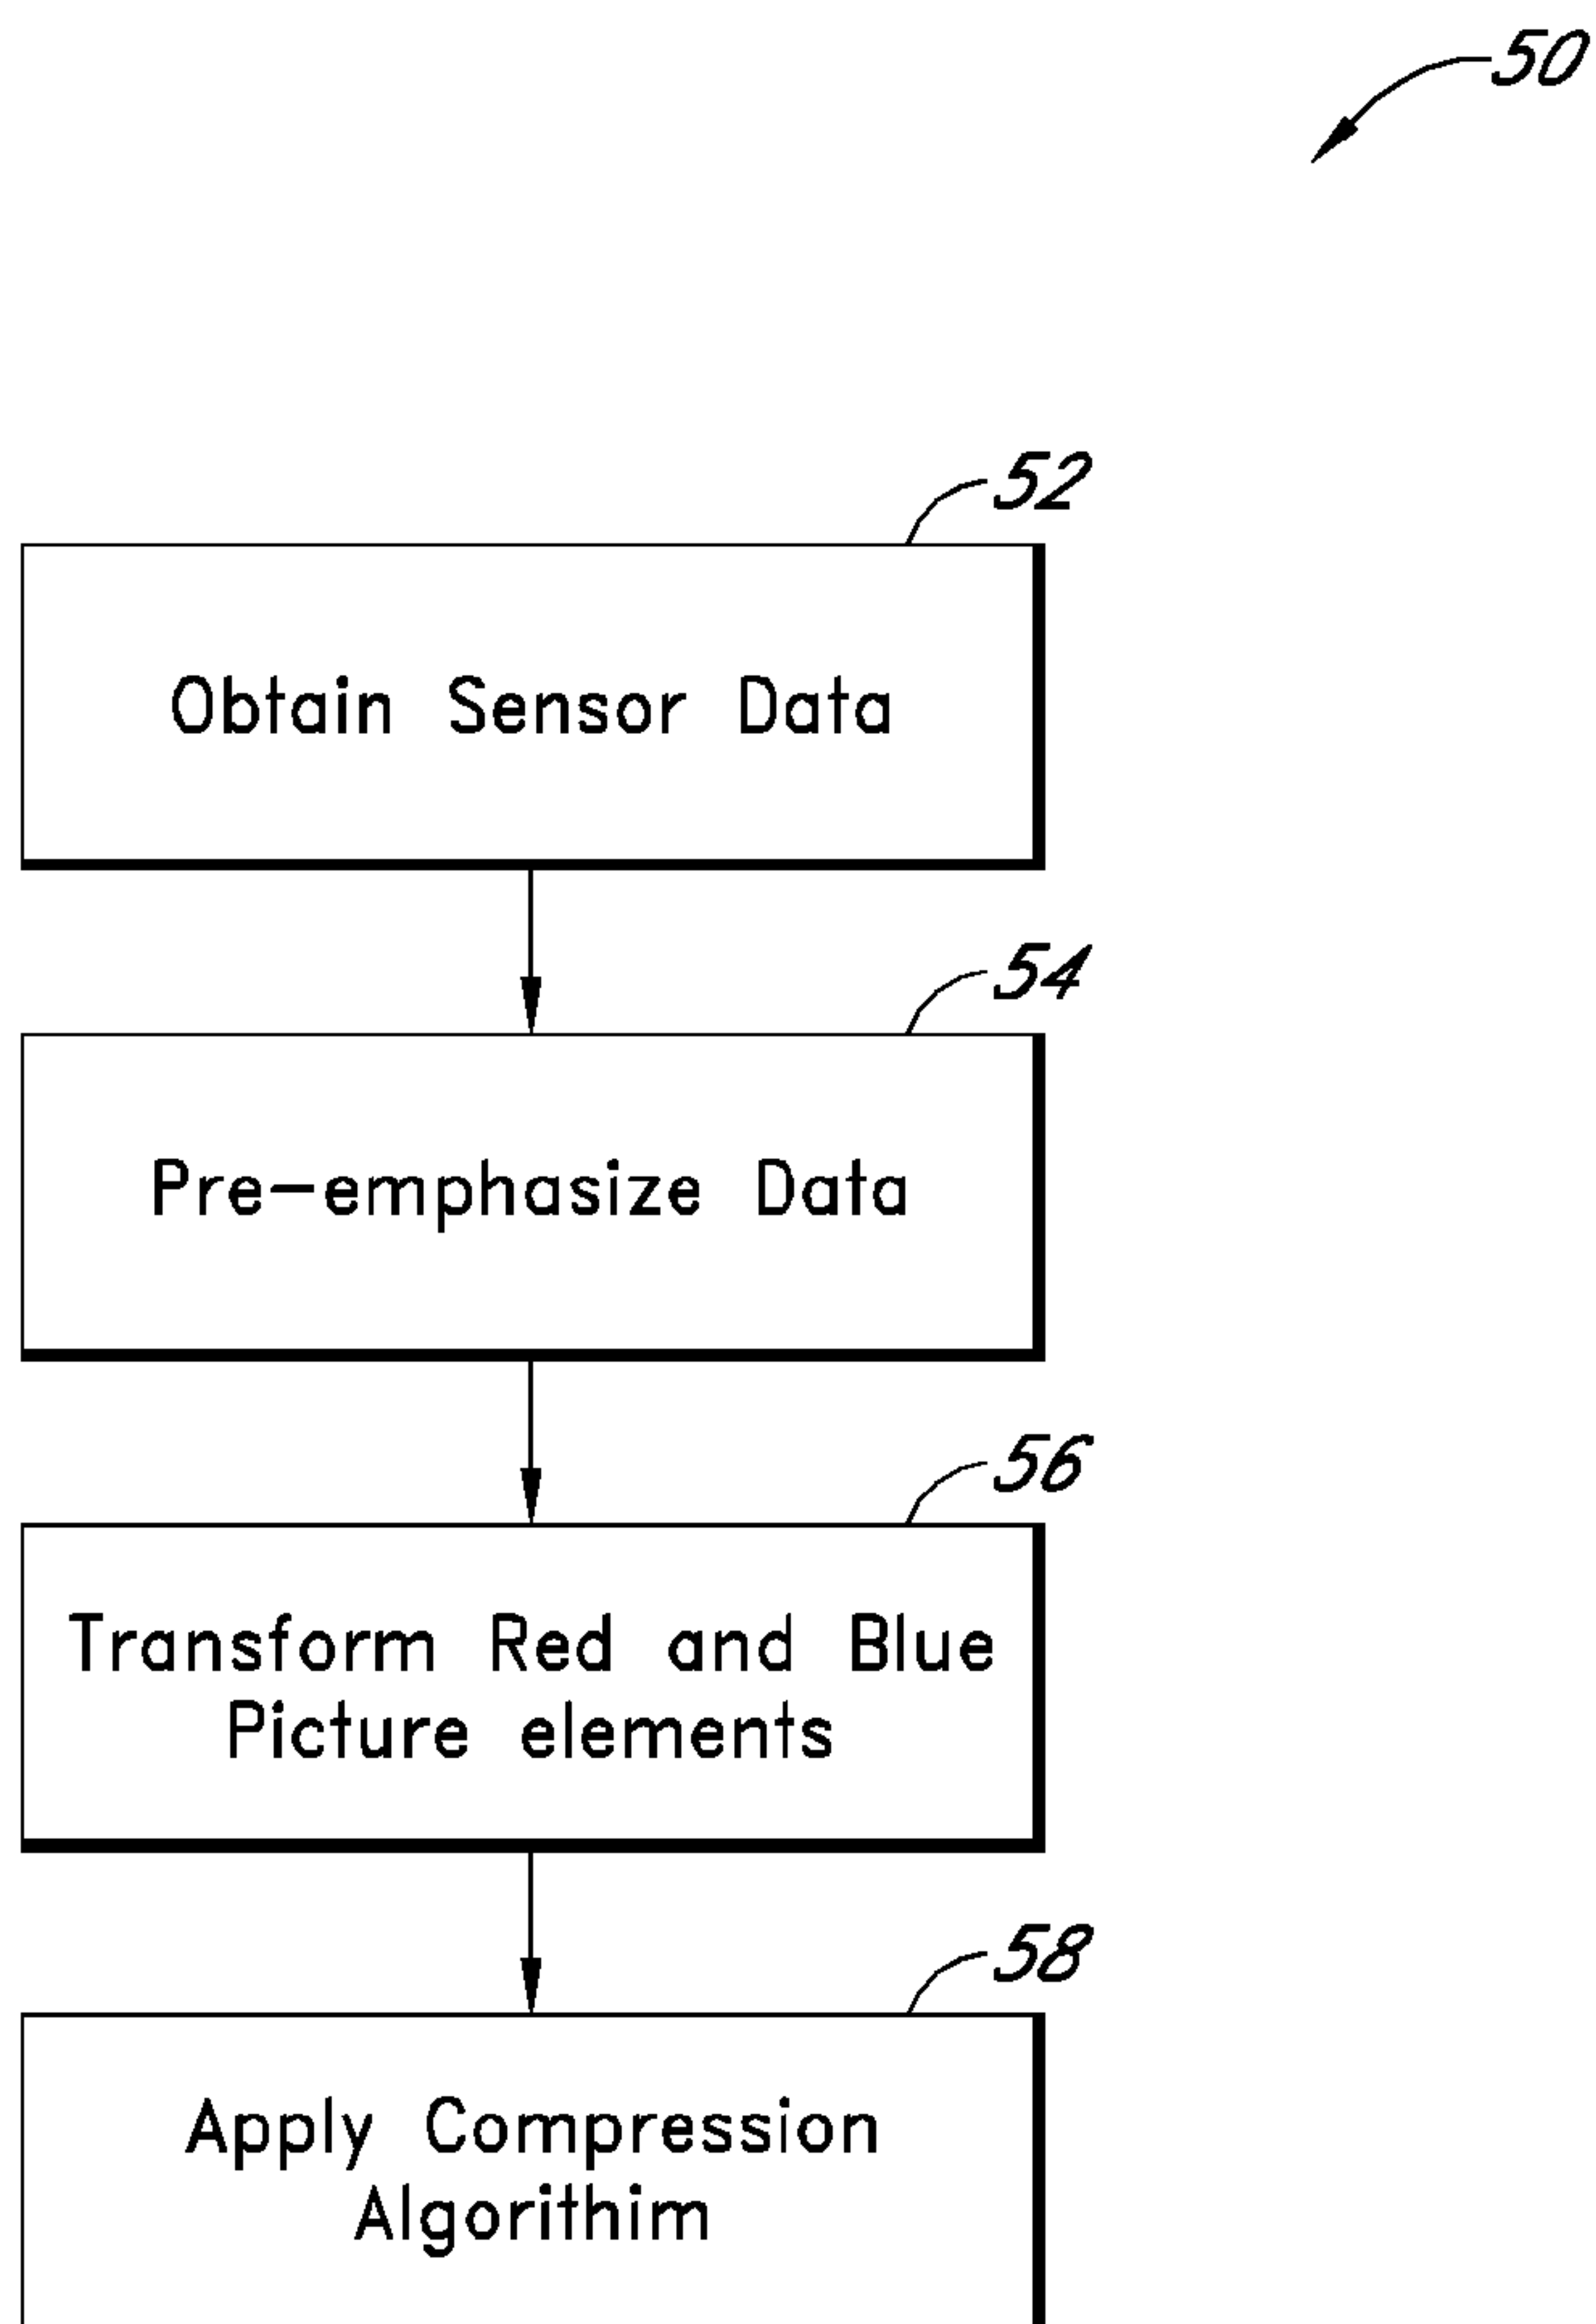 50
52
Obtain Sensor Data
54
Pre-emphasize Data
56
Transform Red and Blue
Picture elements
58
Apply Compression
Algorithim